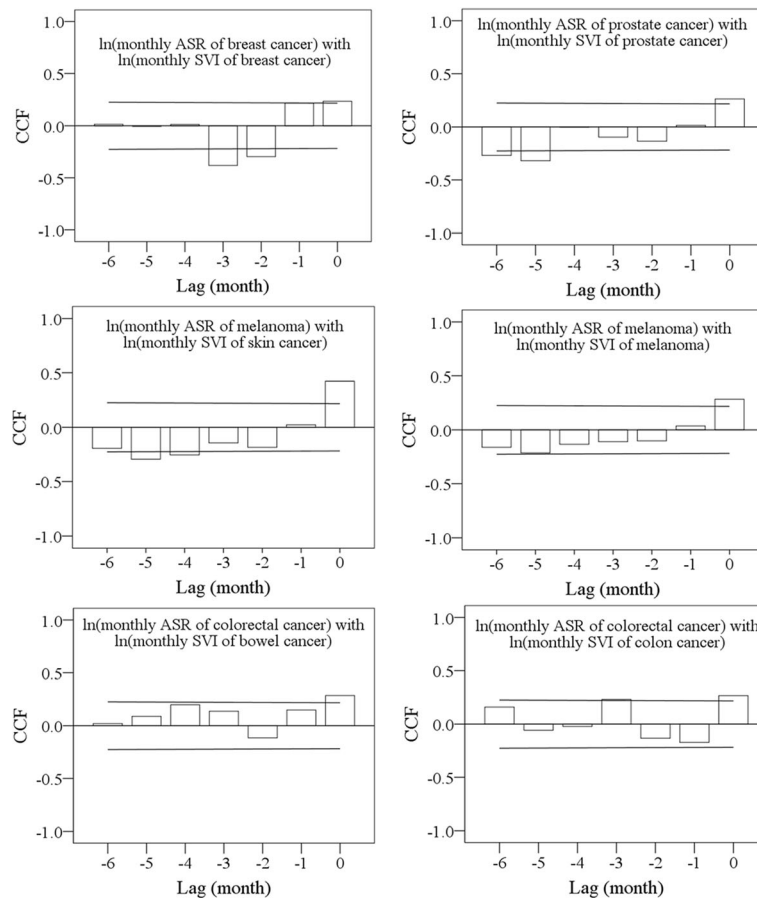 1.0
0.5
0.0
-0.5
-1.0
CCF
ln(monthly ASR of breast cancer) with
ln(monthly SVI of breast cancer)
-6 -5 -4 -3 -2 -1 0
Lag (month)
1.0
0.5
0.0
-0.5
-1.0
CCF
ln(monthly ASR of prostate cancer) with
ln(monthly SVI of prostate cancer)
-6 -5 -4 -3 -2 -1 0
Lag (month)
1.0
0.5
0.0
-0.5
-1.0
CCF
ln(monthly ASR of melanoma) with
ln(monthly SVI of skin cancer)
-6 -5 -4 -3 -2 -1 0
Lag (month)
1.0
0.5
0.0
-0.5
-1.0
CCF
ln(monthly ASR of melanoma) with
ln(monthy SVI of melanoma)
-6 -5 -4 -3 -2 -1 0
Lag (month)
1.0
0.5
0.0
-0.5
-1.0
CCF
ln(monthly ASR of colorectal cancer) with
ln(monthly SVI of bowel cancer)
-6 -5 -4 -3 -2 -1 0
Lag (month)
1.0
0.5
0.0
-0.5
-1.0
CCF
ln(monthly ASR of colorectal cancer) with
ln(monthly SVI of colon cancer)
-6 -5 -4 -3 -2 -1 0
Lag (month)